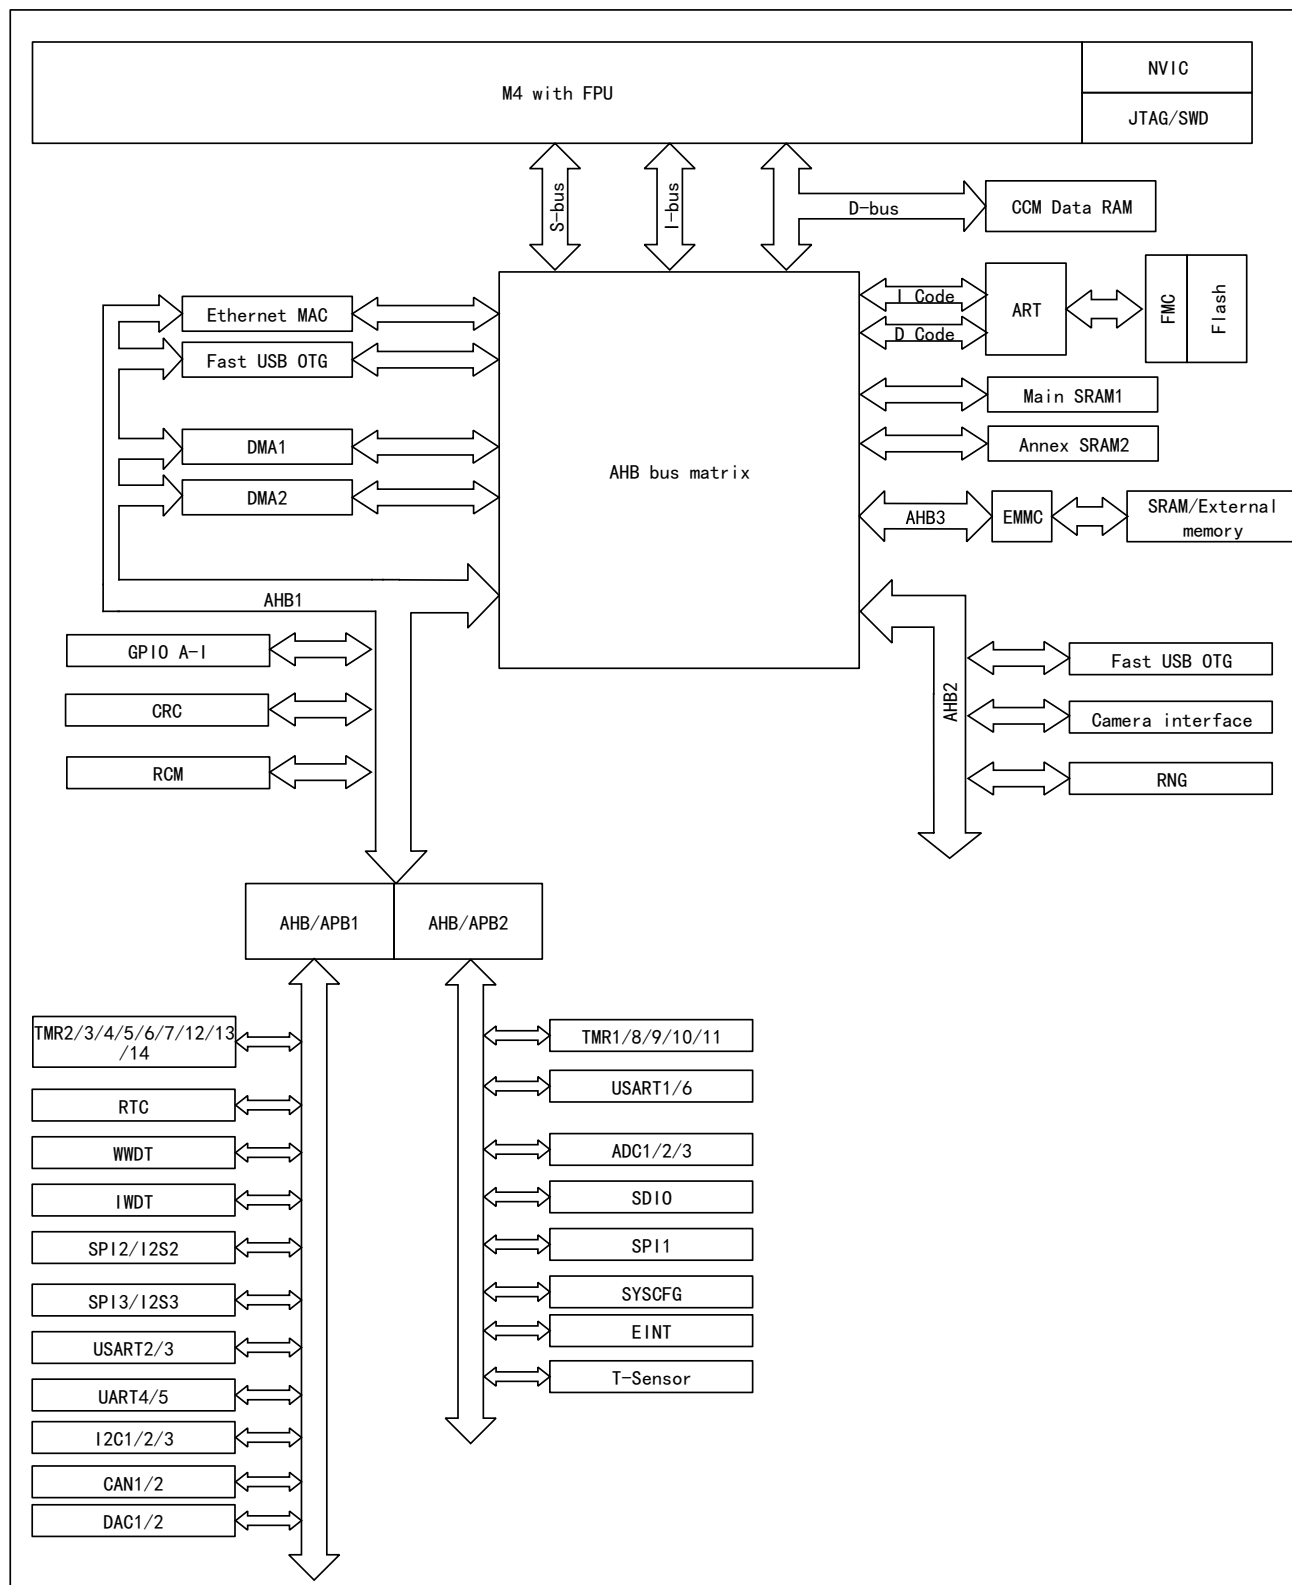 M4 with FPU
NVIC
JTAG/SWD
S-bus
I-bus
D-bus
CCM Data RAM
Ethernet MAC
Fast USB OTG
DMA1
DMA2
AHB bus matrix
I Code
D Code
ART
FMC
Flash
Main SRAM1
Annex SRAM2
AHB3
EMMC
SRAM/External
memory
AHB1
GPIO A-I
CRC
RCM
AHB2
Fast USB OTG
Camera interface
RNG
AHB/APB1
AHB/APB2
TMR2/3/4/5/6/7/12/13
/14
RTC
WWDT
IWDT
SPI2/I2S2
SPI3/I2S3
USART2/3
UART4/5
I2C1/2/3
CAN1/2
DAC1/2
TMR1/8/9/10/11
USART1/6
ADC1/2/3
SDIO
SPI1
SYSCFG
EINT
T-Sensor